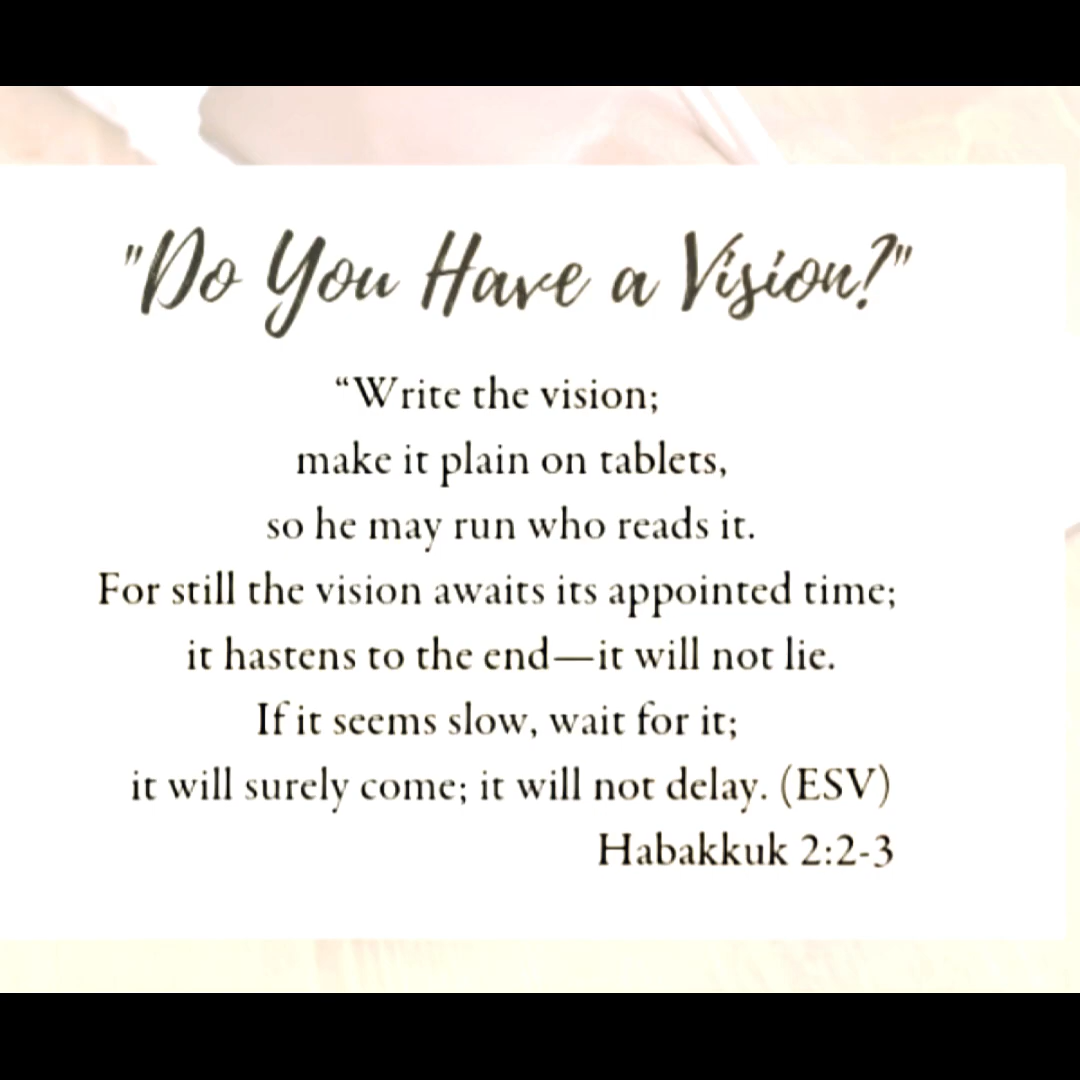 "Do You Have a Vision?"
“Write the vision;
make it plain on tablets,
so he may run who reads it.
For still the vision awaits its appointed time;
it hastens to the end—it will not lie.
If it seems slow, wait for it;
it will surely come; it will not delay. (ESV)
Habakkuk 2:2-3